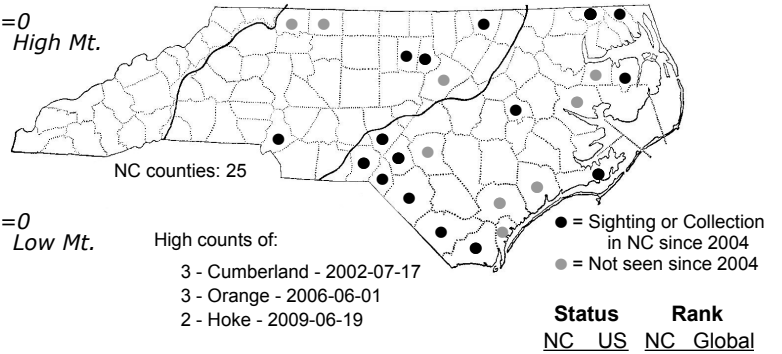 =0
High Mt.
NC counties: 25
=0
Low Mt.
High counts of:
3 - Cumberland - 2002-07-17
3 - Orange - 2006-06-01
2 - Hoke - 2009-06-19
= Sighting or Collection
in NC since 2004
= Not seen since 2004
Status Rank
NC US NC Global